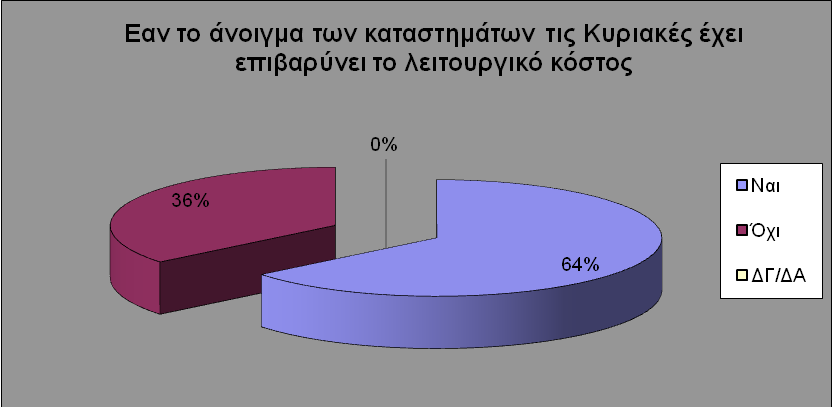 Εαν το άνοιγμα των καταστημάτων τις Κυριακές έχει
επιβαρύνει το λειτουργικό κόστος
0%
36%
64%
Ναι
Όχι
ΔΓ/ΔΑ